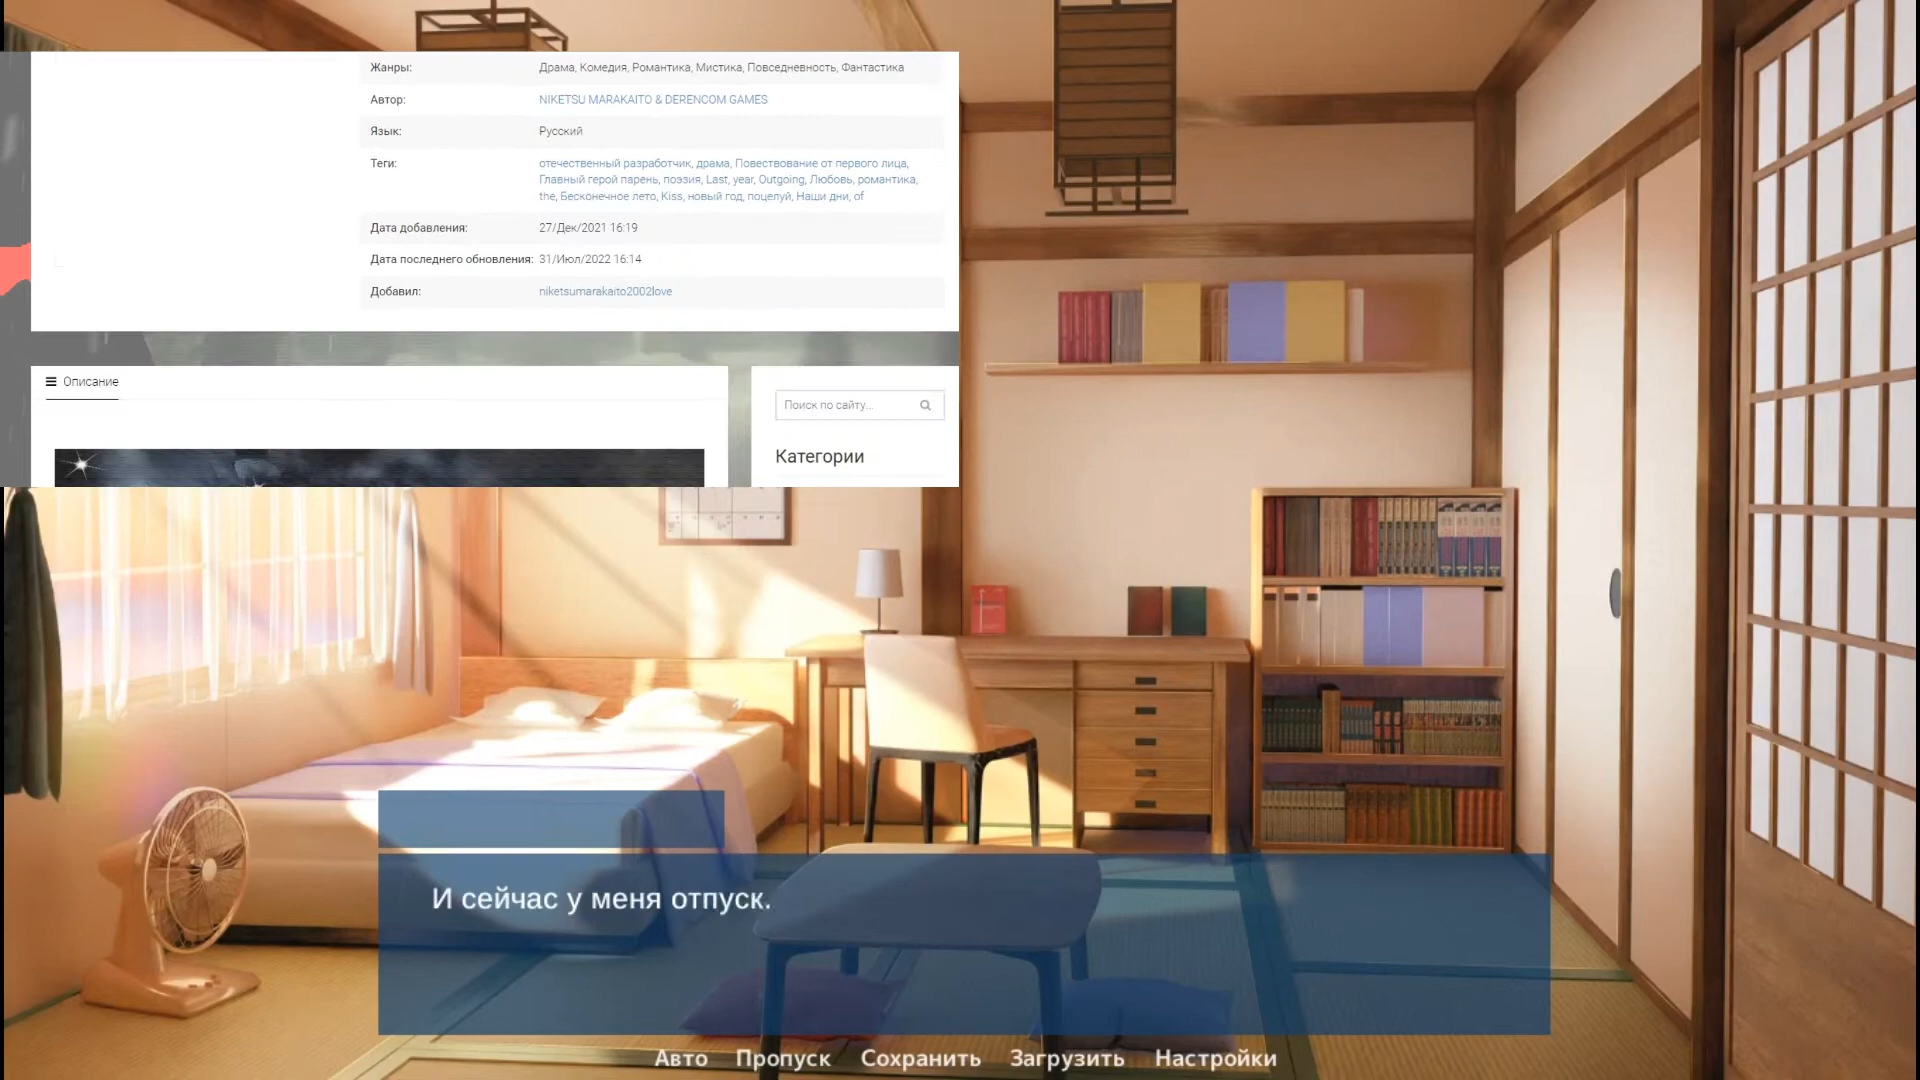 Жанры: Драма, Комедия, Романтика, Мистика, Повседневность, Фантастика
Автор: NIKETSU MARAKAITO & DERENCOM GAMES
Язык: Русский
Теги: отечественный разработчик, драма, Повествование от первого лица,
Главный герой парень, поэзия, Last, year, Outgoing, Любовь, романтика,
the, Бесконечное лето, Kiss, новый год, поцелуй, Наши дни, of
Дата добавления: 27/Дек/2021 16:19
Дата последнего обновления: 31/Июл/2022 16:14
Добавил: niketsumarakaito2002love
Описание
Поиск по сайту...
Категории
И сейчас у меня отпуск.
Авто Пропуск Сохранить Загрузить Настройки